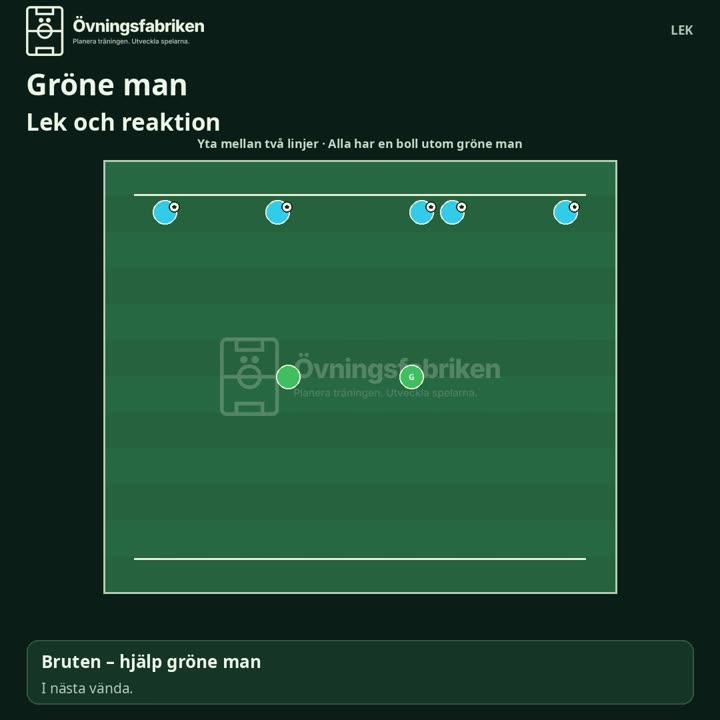 Övningsfabriken
Planera träningen. Utveckla spelarna.
LEK
Gröne man
Lek och reaktion
Yta mellan två linjer · Alla har en boll utom gröne man
Övningsfabriken
Planera träningen. Utveckla spelarna.
G
Bruten – hjälp gröne man
I nästa vända.